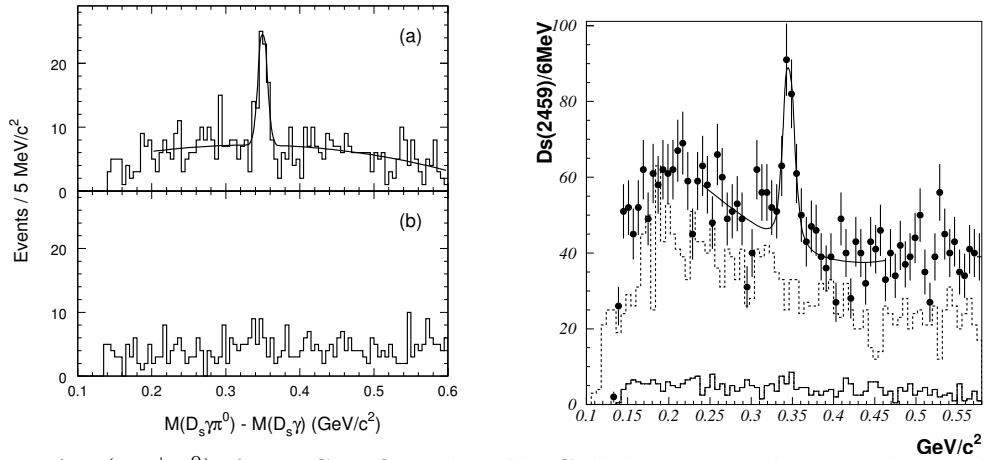 (a)
20
10
0
Events / 5 MeV/c²
(b)
20
10
0
0.1 0.2 0.3 0.4 0.5 0.6
M(Dₛγπ⁰) - M(Dₛγ) (GeV/c²)
Ds(2459)/6MeV
100
80
60
40
20
0
0.1 0.15 0.2 0.25 0.3 0.35 0.4 0.45 0.5 0.55
GeV/c²